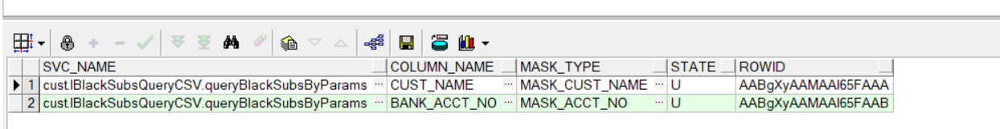 SVC_NAME COLUMN_NAME MASK_TYPE STATE ROWID
1 cust.IBlackSubsQueryCSV.queryBlackSubsByParams ... CUST_NAME ... MASK_CUST_NAME ... U AABgXyAAMAAI65FAAA
2 cust.IBlackSubsQueryCSV.queryBlackSubsByParams ... BANK_ACCT_NO ... MASK_ACCT_NO ... U AABgXyAAMAAI65FAAB